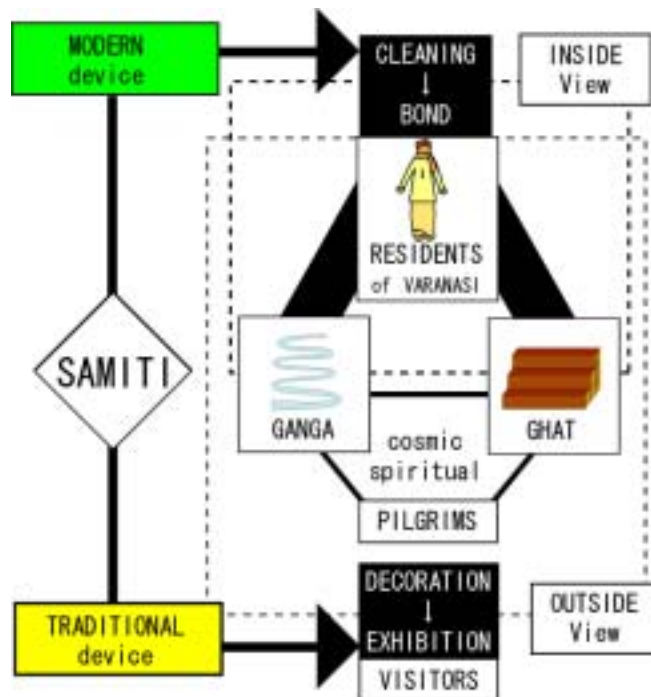 MODERN
device
CLEANING
↓
BOND
INSIDE
View
RESIDENTS
of VARANASI
SAMITI
GANGA
GHAT
cosmic
spiritual
PILGRIMS
DECORATION
↓
EXHIBITION
VISITORS
OUTSIDE
View
TRADITIONAL
device